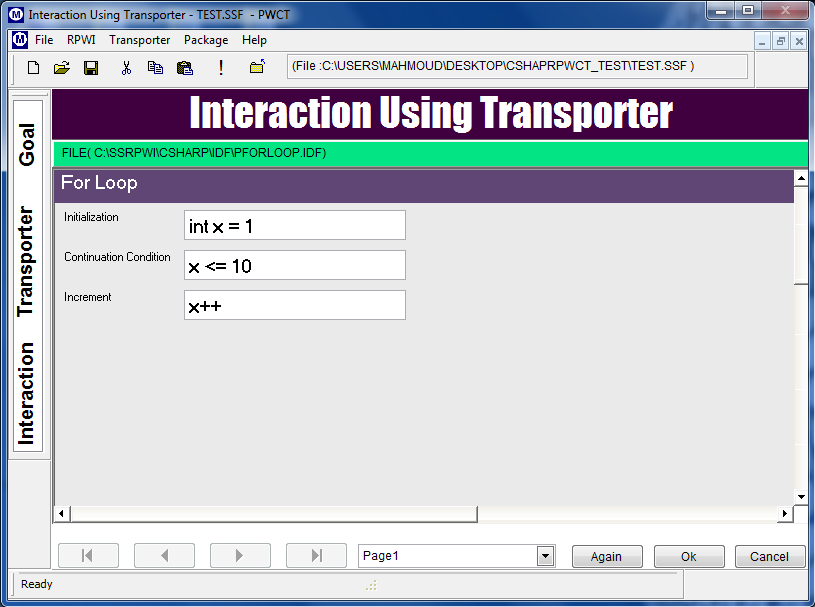 Interaction Using Transporter - TEST.SSF - PWCT
File RPWI Transporter Package Help
(File :C:\USERS\MAHMOUD\DESKTOP\CSHAPRPWCT_TEST\TEST.SSF )
Goal
Transporter
Interaction
Interaction Using Transporter
FILE( C:\SSRPWI\CSHARP\IDF\PFORLOOP.IDF)
For Loop
Initialization int x = 1
Continuation Condition x <= 10
Increment x++
Page1 Again Ok Cancel
Ready